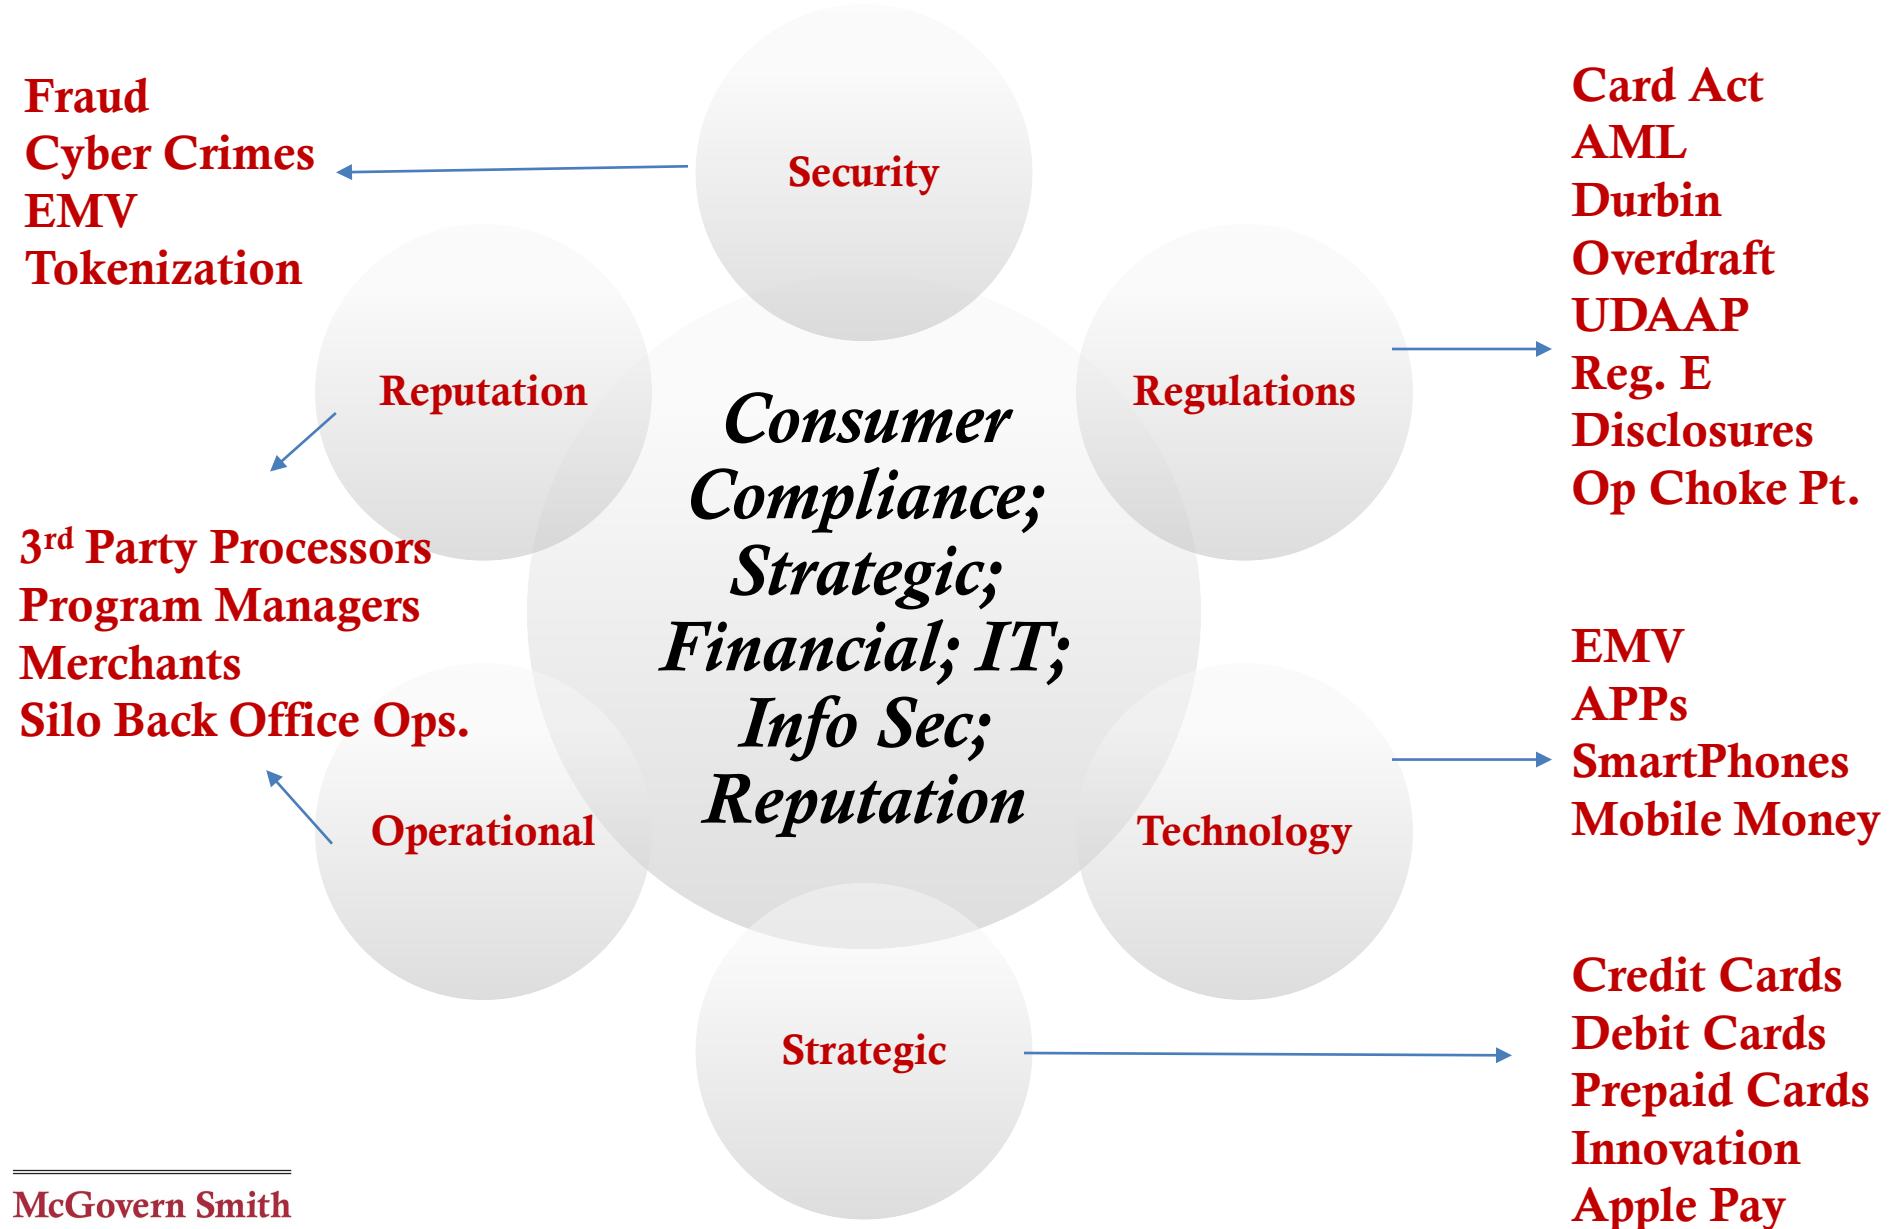 Fraud
Cyber Crimes
EMV
Tokenization
Security
Card Act
AML
Durbin
Overdraft
UDAAP
Reg. E
Disclosures
Op Choke Pt.
Reputation
Regulations
Consumer
Compliance;
Strategic;
Financial; IT;
Info Sec;
Reputation
3rd Party Processors
Program Managers
Merchants
Silo Back Office Ops.
EMV
APPs
SmartPhones
Mobile Money
Operational
Technology
Strategic
Credit Cards
Debit Cards
Prepaid Cards
Innovation
Apple Pay
McGovern Smith